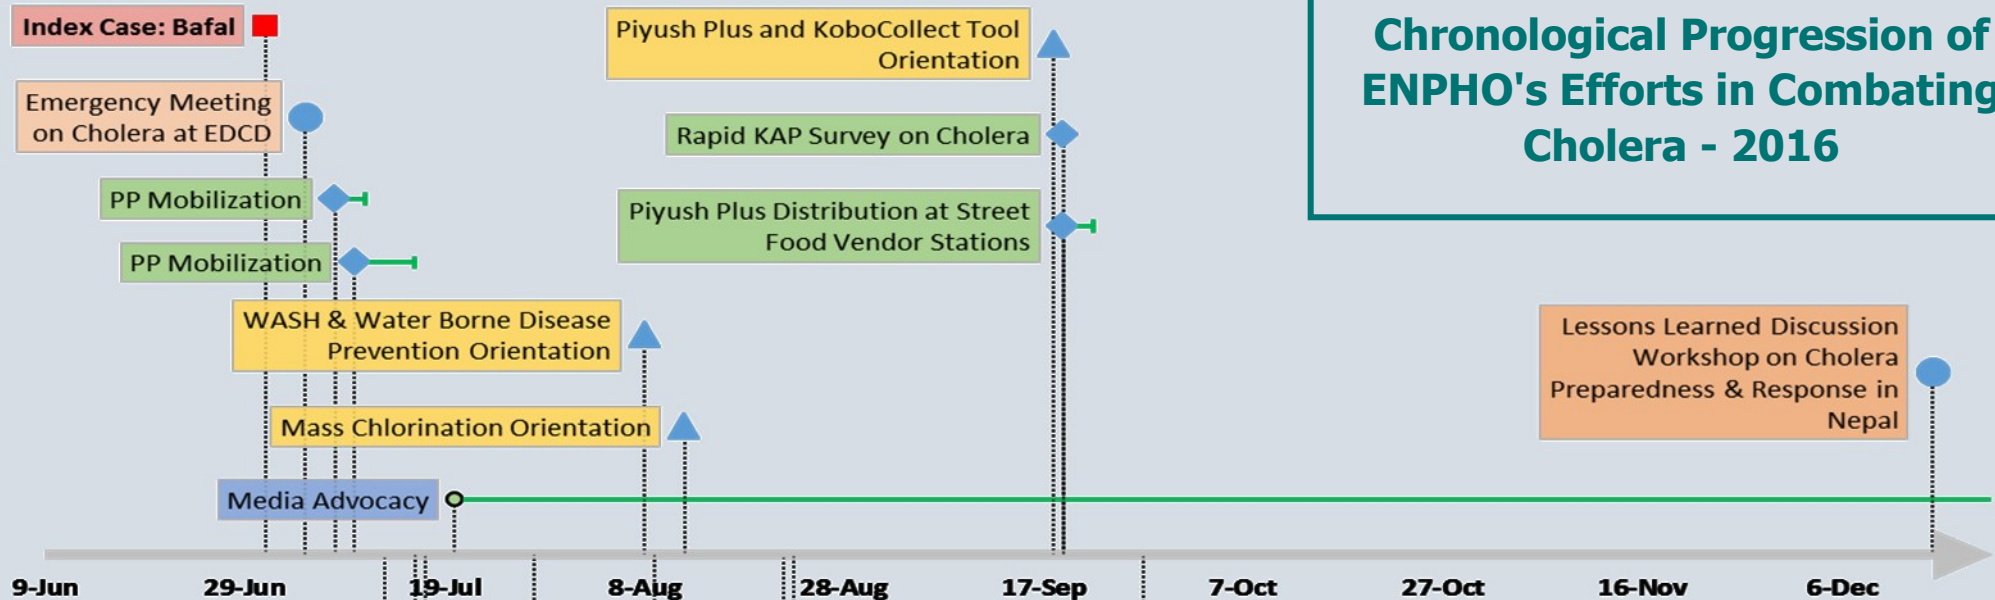 Index Case: Bafal
Emergency Meeting
on Cholera at EDCD
PP Mobilization
PP Mobilization
WASH & Water Borne Disease
Prevention Orientation
Mass Chlorination Orientation
Media Advocacy
Piyush Plus and KoboCollect Tool
Orientation
Rapid KAP Survey on Cholera
Piyush Plus Distribution at Street
Food Vendor Stations
Chronological Progression of
ENPHO's Efforts in Combating
Cholera - 2016
Lessons Learned Discussion
Workshop on Cholera
Preparedness & Response in
Nepal
9-Jun 29-Jun 19-Jul 8-Aug 28-Aug 17-Sep 7-Oct 27-Oct 16-Nov 6-Dec